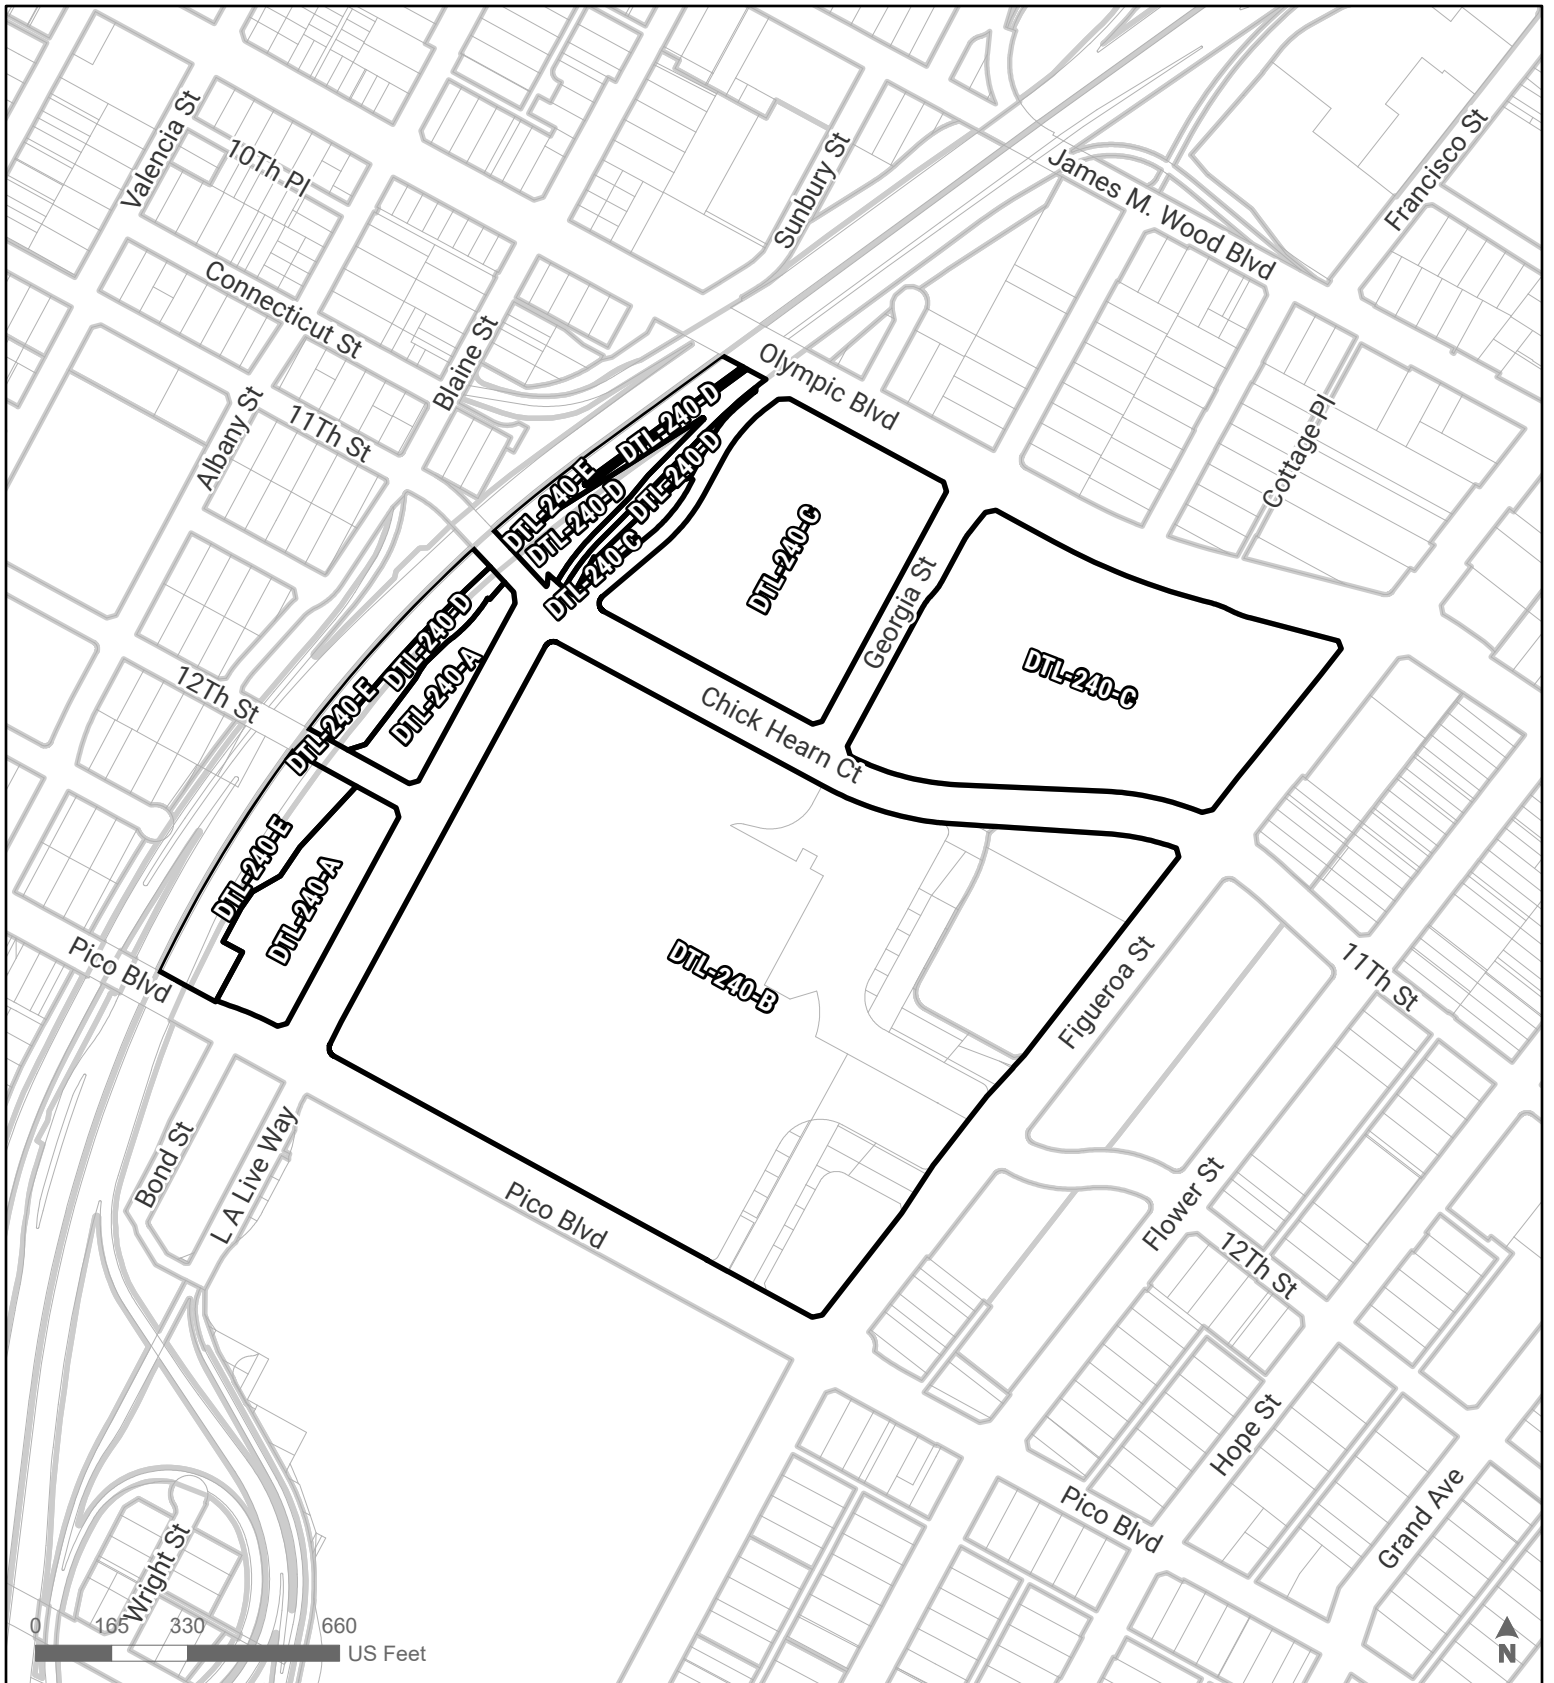 Valencia St
10Th Pl
Sunbury St
James M. Wood Blvd
Francisco St
Connecticut St
Blaine St
Olympic Blvd
Albany St
11Th St
Cottage Pl
DTL-240-D
DTL-240-D
DTL-240-E
DTL-240-D
DTL-240-C
DTL-240-C
Georgia St
DTL-240-C
DTL-240-D
DTL-240-A
DTL-240-E
12Th St
Chick Hearn Ct
DTL-240-E
DTL-240-A
DTL-240-B
Pico Blvd
Figueroa St
11Th St
Bond St
L A Live Way
Pico Blvd
Flower St
12Th St
Hope St
Pico Blvd
Grand Ave
Wright St
0 165 330 660
US Feet
N